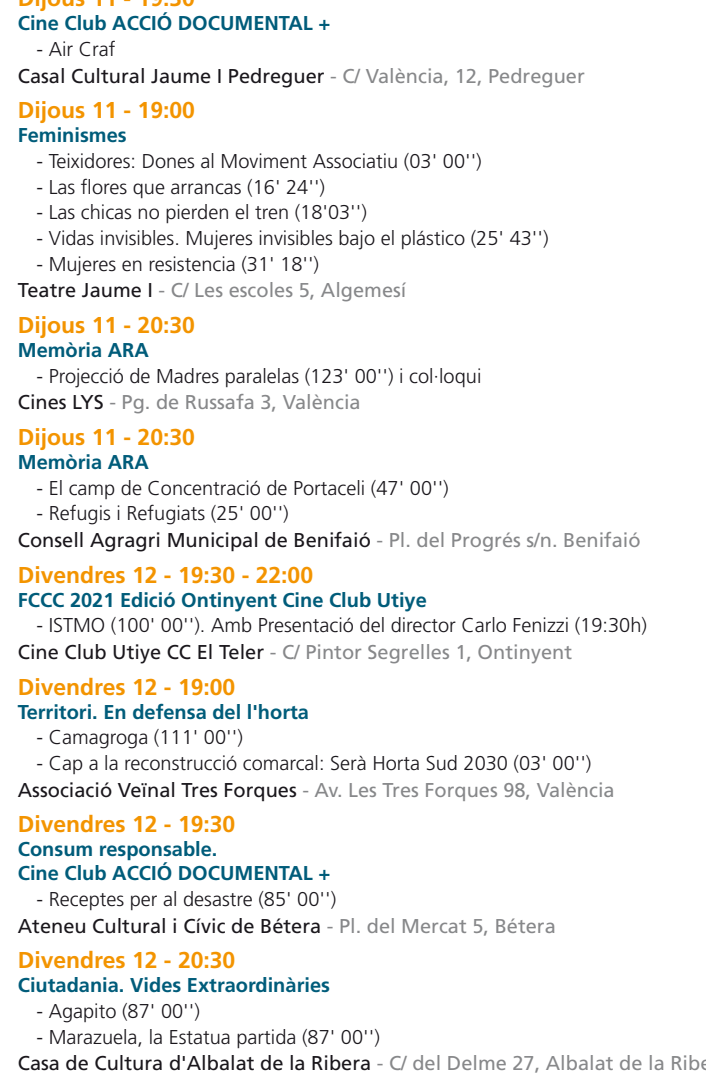 Dijous 11 - 19:30
Cine Club ACCIÓ DOCUMENTAL +
- Air Craf
Casal Cultural Jaume I Pedreguer - C/ València, 12, Pedreguer
Dijous 11 - 19:00
Feminismes
- Teixidores: Dones al Moviment Associatiu (03' 00'')
- Las flores que arrancas (16' 24'')
- Las chicas no pierden el tren (18'03'')
- Vidas invisibles. Mujeres invisibles bajo el plástico (25' 43'')
- Mujeres en resistencia (31' 18'')
Teatre Jaume I - C/ Les escoles 5, Algemesí
Dijous 11 - 20:30
Memòria ARA
- Projecció de Madres paralelas (123' 00'') i col·loqui
Cines LYS - Pg. de Russafa 3, València
Dijous 11 - 20:30
Memòria ARA
- El camp de Concentració de Portaceli (47' 00'')
- Refugis i Refugiats (25' 00'')
Consell Agragri Municipal de Benifaió - Pl. del Progrés s/n. Benifaió
Divendres 12 - 19:30 - 22:00
FCCC 2021 Edició Ontinyent Cine Club Utiye
- ISTMO (100' 00''). Amb Presentació del director Carlo Fenizzi (19:30h)
Cine Club Utiye CC El Teler - C/ Pintor Segrelles 1, Ontinyent
Divendres 12 - 19:00
Territori. En defensa del l'horta
- Camagroga (111' 00'')
- Cap a la reconstrucció comarcal: Serà Horta Sud 2030 (03' 00'')
Associació Veïnal Tres Forques - Av. Les Tres Forques 98, València
Divendres 12 - 19:30
Consum responsable.
Cine Club ACCIÓ DOCUMENTAL +
- Receptes per al desastre (85' 00'')
Ateneu Cultural i Cívic de Bétera - Pl. del Mercat 5, Bétera
Divendres 12 - 20:30
Ciutadania. Vides Extraordinàries
- Agapito (87' 00'')
- Marazuela, la Estatua partida (87' 00'')
Casa de Cultura d'Albalat de la Ribera - C/ del Delme 27, Albalat de la